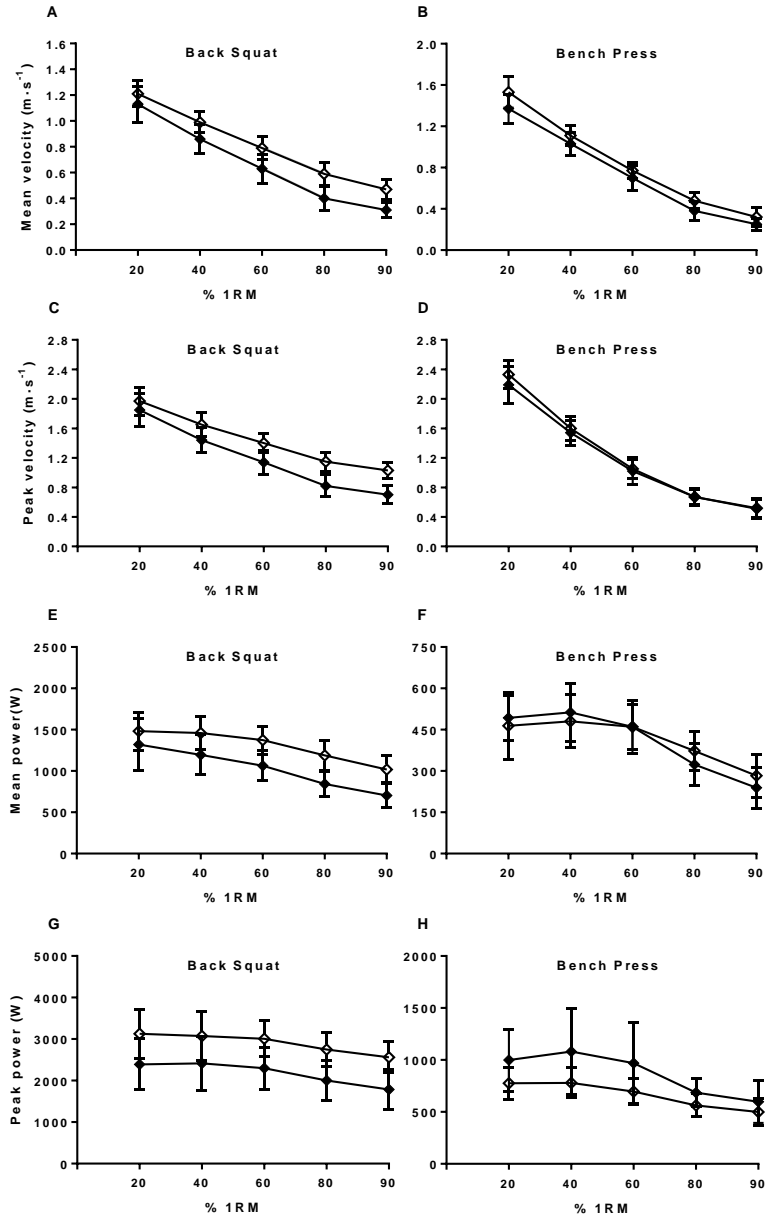 A
Back Squat
Mean velocity (m·s⁻¹)
1.6
1.4
1.2
1.0
0.8
0.6
0.4
0.2
0.0
20 40 60 80 90
% 1RM
B
Bench Press
2.0
1.6
1.2
0.8
0.4
0.0
20 40 60 80 90
% 1RM
C
Back Squat
Peak velocity (m·s⁻¹)
2.8
2.4
2.0
1.6
1.2
0.8
0.4
0.0
20 40 60 80 90
% 1RM
D
Bench Press
2.8
2.4
2.0
1.6
1.2
0.8
0.4
0.0
20 40 60 80 90
% 1RM
E
Back Squat
Mean power(W)
2500
2000
1500
1000
500
0
20 40 60 80 90
% 1RM
F
Bench Press
750
600
450
300
150
0
20 40 60 80 90
% 1RM
G
Back Squat
Peak power (W)
5000
4000
3000
2000
1000
0
20 40 60 80 90
% 1RM
H
Bench Press
2000
1500
1000
500
0
20 40 60 80 90
% 1RM